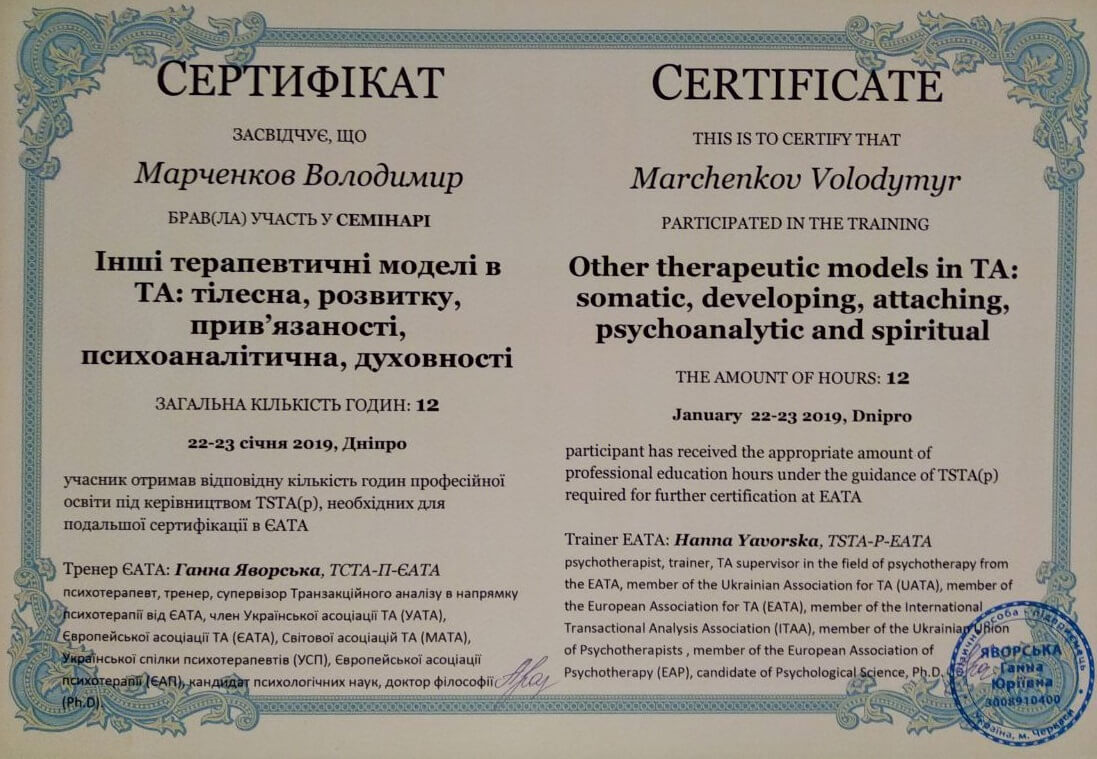 СЕРТИФІКАТ
ЗАСВІДЧУЄ, ЩО
Марченков Володимир
БРАВ(ЛА) УЧАСТЬ У СЕМІНАРІ
Інші терапевтичні моделі в
ТА: тілесна, розвитку,
прив’язаності,
психоаналітична, духовності
ЗАГАЛЬНА КІЛЬКІСТЬ ГОДИН: 12
22-23 січня 2019, Дніпро
учасник отримав відповідну кількість годин професійної
освіти під керівництвом TSTA(p), необхідних для
подальшої сертифікації в ЄАТА
Тренер ЄАТА: Ганна Яворська, ТСТА-П-ЄАТА
психотерапевт, тренер, супервізор Транзакційного аналізу в напрямку
психотерапії від ЄАТА, член Української асоціації ТА (УАТА),
Європейської асоціації ТА (ЄАТА), Світової асоціацій ТА (МАТА),
Української спілки психотерапевтів (УСП), Європейської асоціації
психотерапії (ЄАП), кандидат психологічних наук, доктор філософії
(Ph.D).
CERTIFICATE
THIS IS TO CERTIFY THAT
Marchenkov Volodymyr
PARTICIPATED IN THE TRAINING
Other therapeutic models in TA:
somatic, developing, attaching,
psychoanalytic and spiritual
THE AMOUNT OF HOURS: 12
January 22-23 2019, Dnipro
participant has received the appropriate amount of
professional education hours under the guidance of TSTA(p)
required for further certification at EATA
Trainer EATA: Hanna Yavorska, TSTA-P-EATA
psychotherapist, trainer, TA supervisor in the field of psychotherapy from
the EATA, member of the Ukrainian Association for TA (UATA), member of
the European Association for TA (EATA), member of the International
Transactional Analysis Association (ITAA), member of the Ukrainian Union
of Psychotherapists , member of the European Association of
Psychotherapy (EAP), candidate of Psychological Science, Ph.D.
Фізична особа - підприємець
ЯВОРСЬКА
Ганна
Юріївна
3008910400
Україна, м. Черкаси